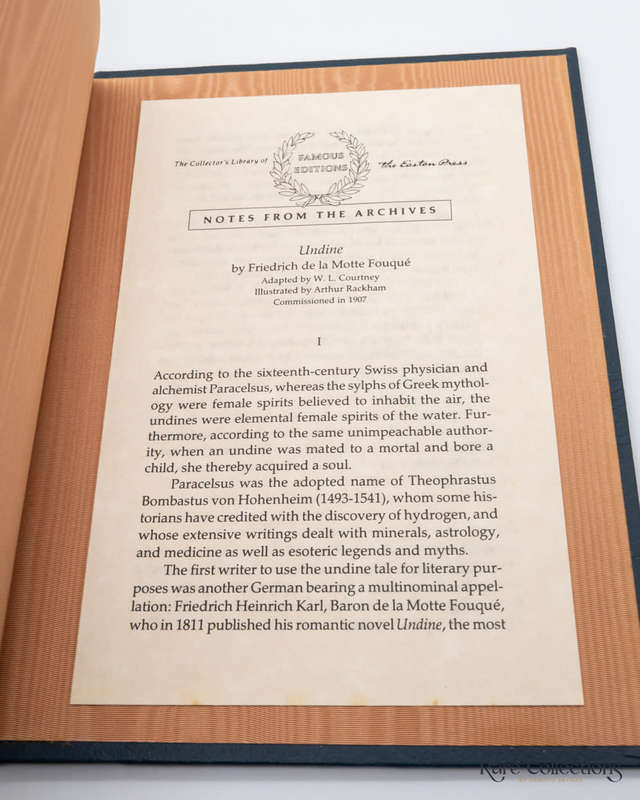 The Collector's Library of
FAMOUS
EDITIONS
the Easton Press
NOTES FROM THE ARCHIVES
Undine
by Friedrich de la Motte Fouqué
Adapted by W. L. Courtney
Illustrated by Arthur Rackham
Commissioned in 1907
I
According to the sixteenth-century Swiss physician and
alchemist Paracelsus, whereas the sylphs of Greek mythol-
ogy were female spirits believed to inhabit the air, the
undines were elemental female spirits of the water. Fur-
thermore, according to the same unimpeachable author-
ity, when an undine was mated to a mortal and bore a
child, she thereby acquired a soul.
Paracelsus was the adopted name of Theophrastus
Bombastus von Hohenheim (1493-1541), whom some his-
torians have credited with the discovery of hydrogen, and
whose extensive writings dealt with minerals, astrology,
and medicine as well as esoteric legends and myths.
The first writer to use the undine tale for literary pur-
poses was another German bearing a multinominal appel-
lation: Friedrich Heinrich Karl, Baron de la Motte Fouqué,
who in 1811 published his romantic novel Undine, the most
Rare Collections